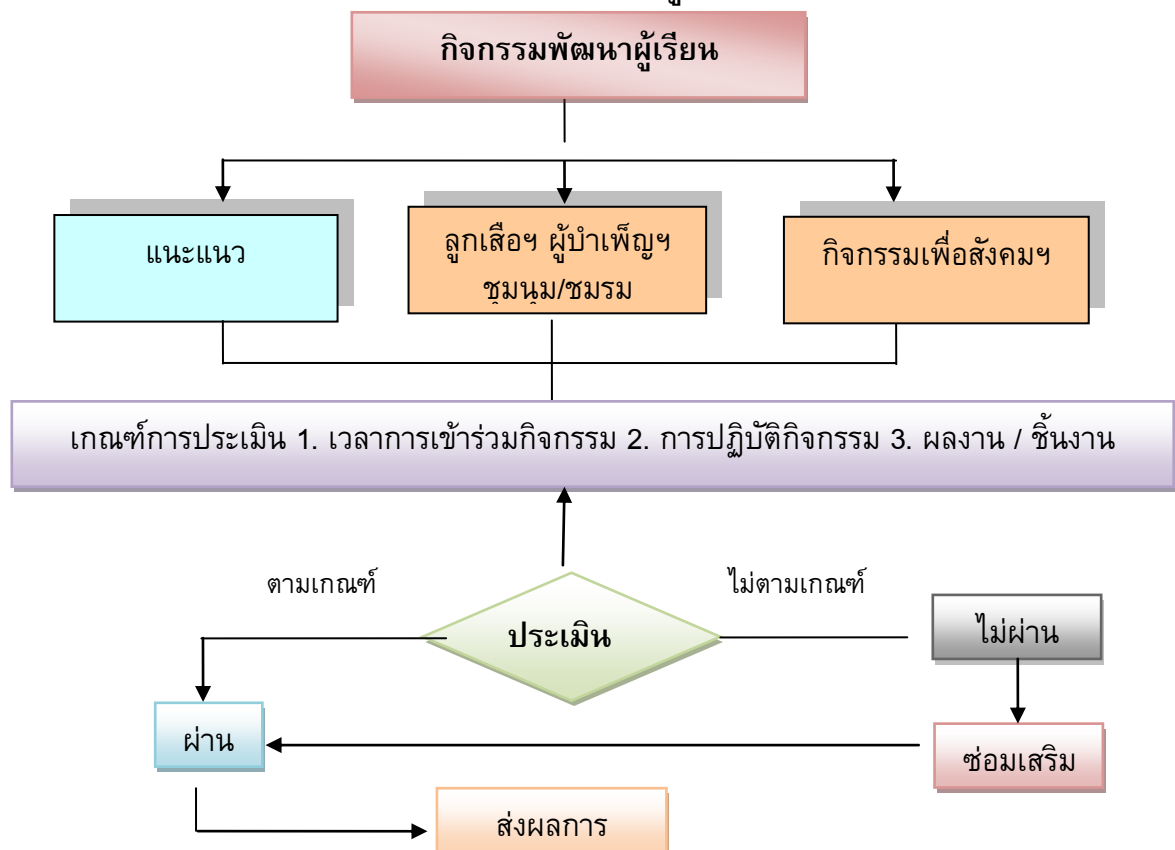 กิจกรรมพัฒนาผู้เรียน
แนะแนว
ลูกเสือฯ ผู้บำเพ็ญฯ
ชุมนุม/ชมรม
กิจกรรมเพื่อสังคมฯ
เกณฑ์การประเมิน 1. เวลาการเข้าร่วมกิจกรรม 2. การปฏิบัติกิจกรรม 3. ผลงาน / ชิ้นงาน
ตามเกณฑ์
ไม่ตามเกณฑ์
ประเมิน
ไม่ผ่าน
ผ่าน
ซ่อมเสริม
ส่งผลการ